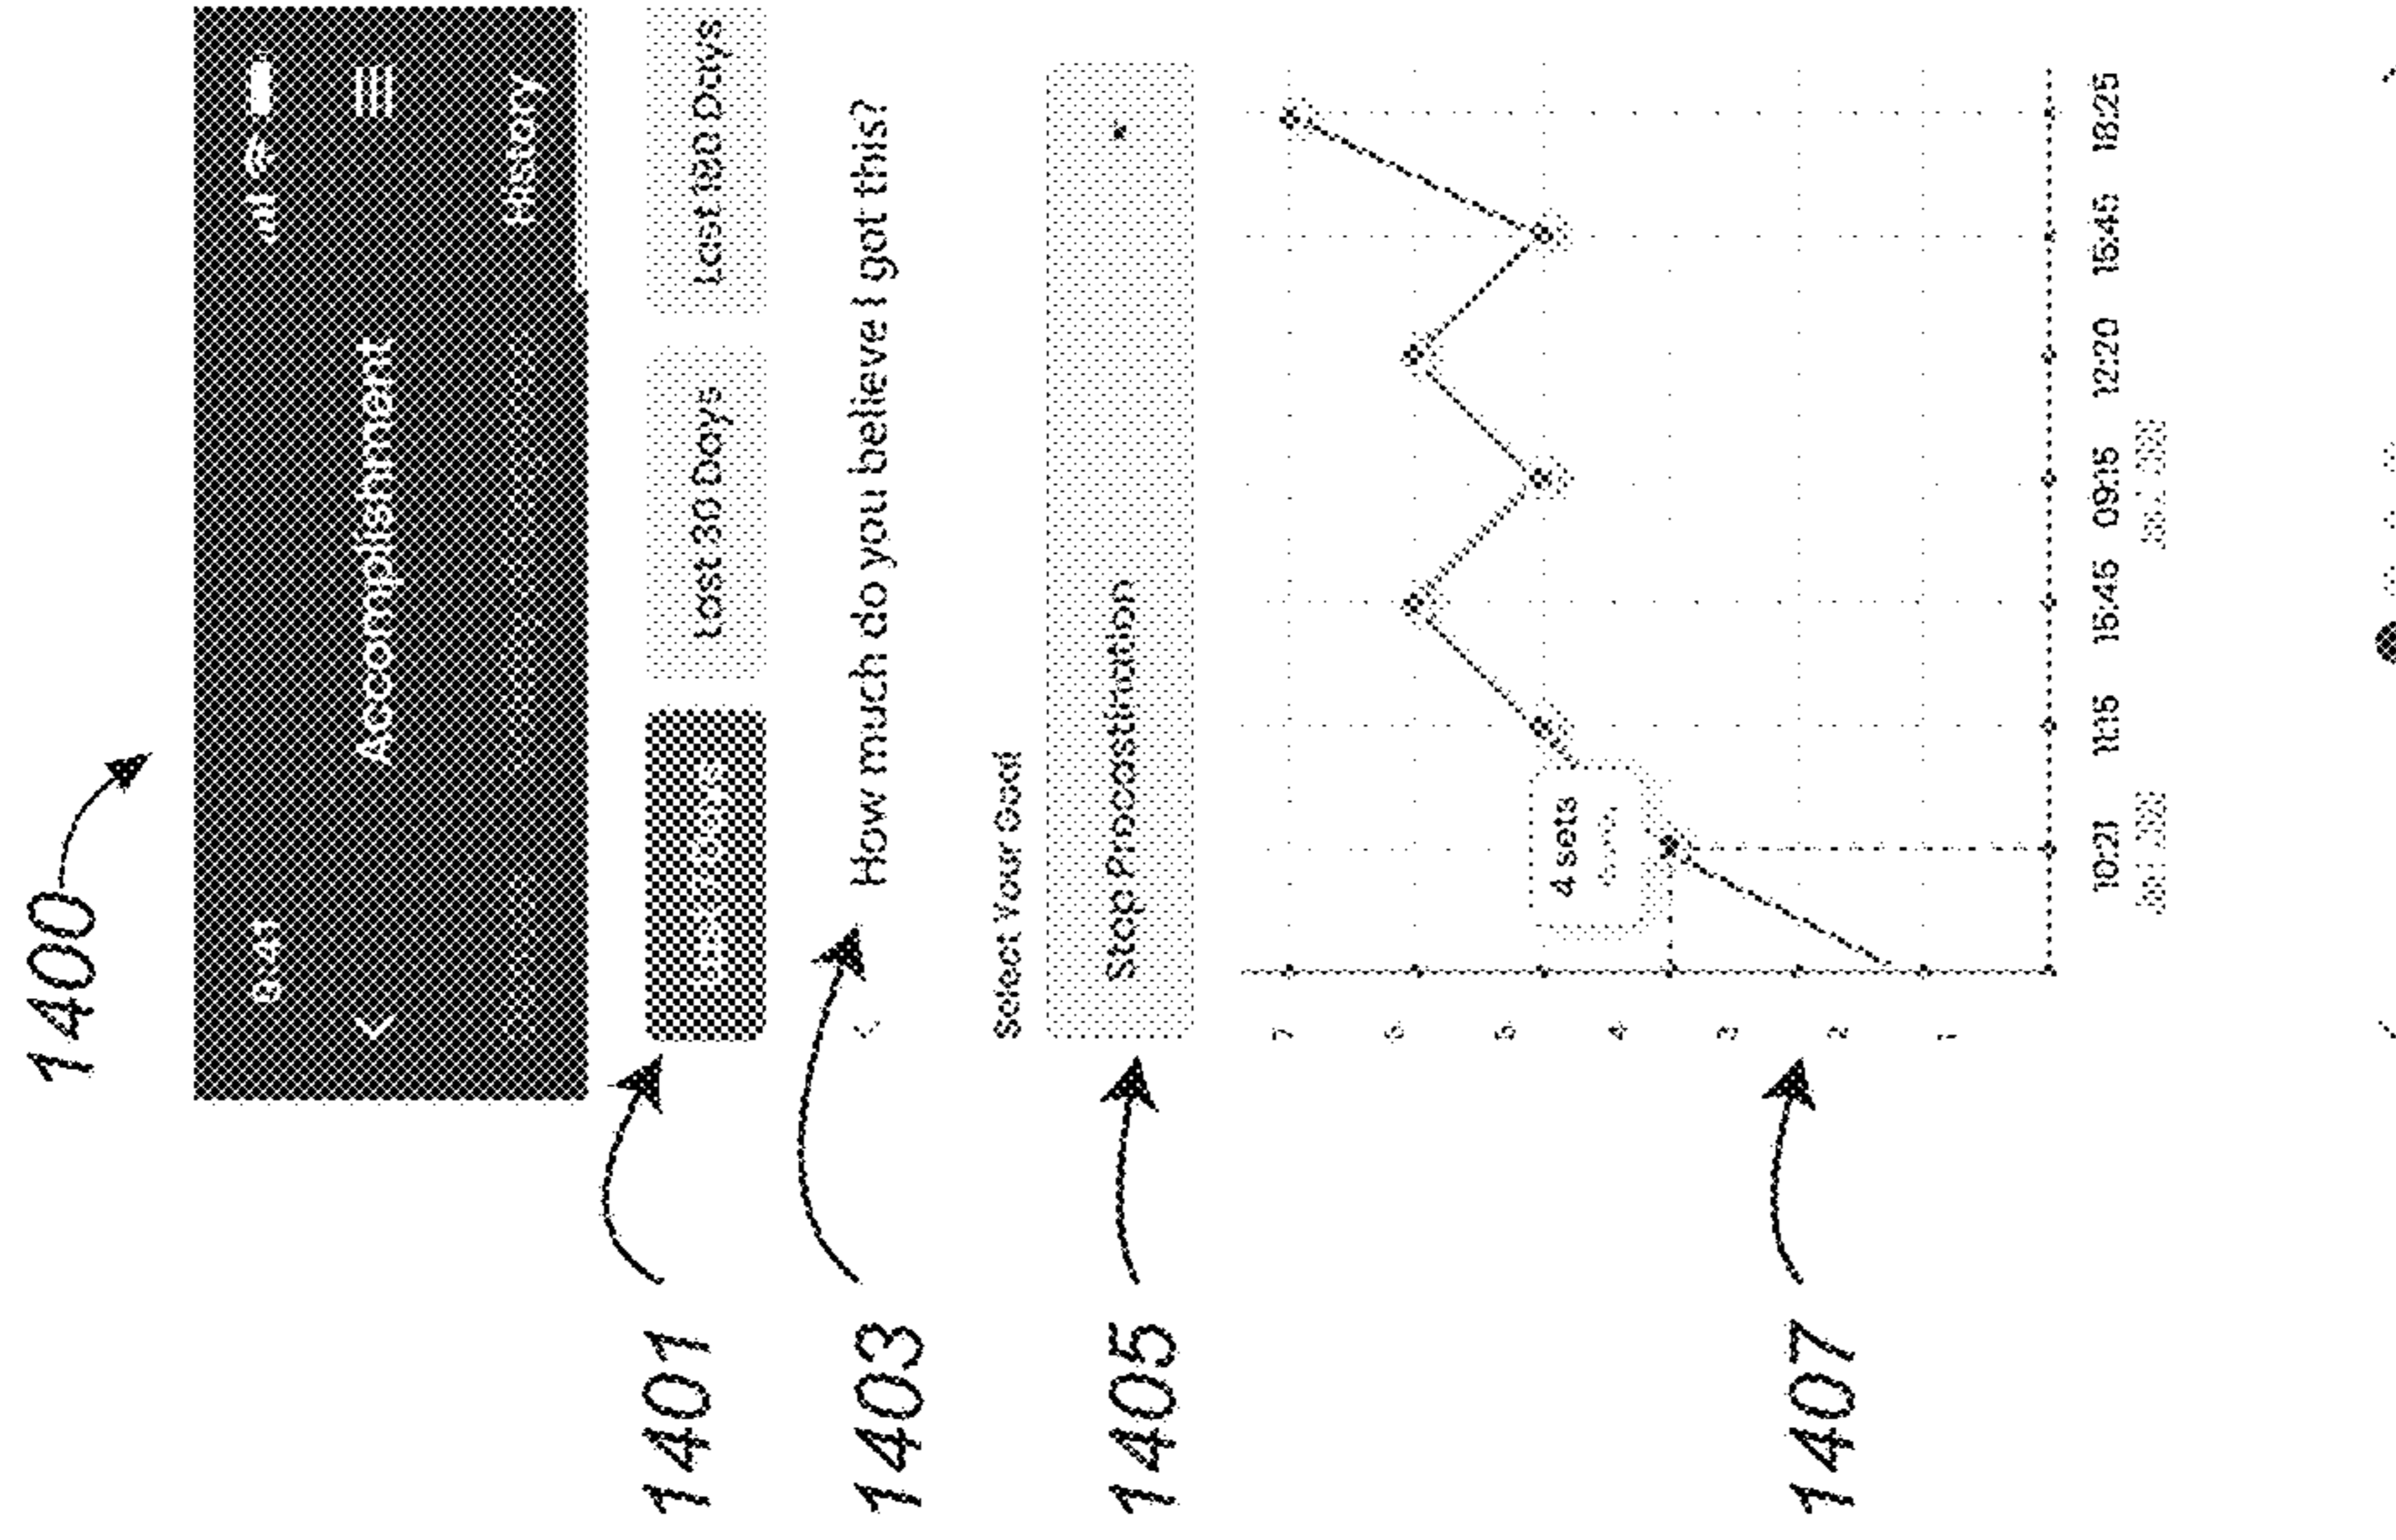 1400
9:41
Accomplishment
History
1401
Last 30 Days
Last 180 Days
1403
How much do you believe I got this?
Select Your Goal
1405
Stop Procastination
7
6
5
4
3
2
1
4 sets
1407
10:21 11:15 15:45 09:15 12:20 15:45 18:25